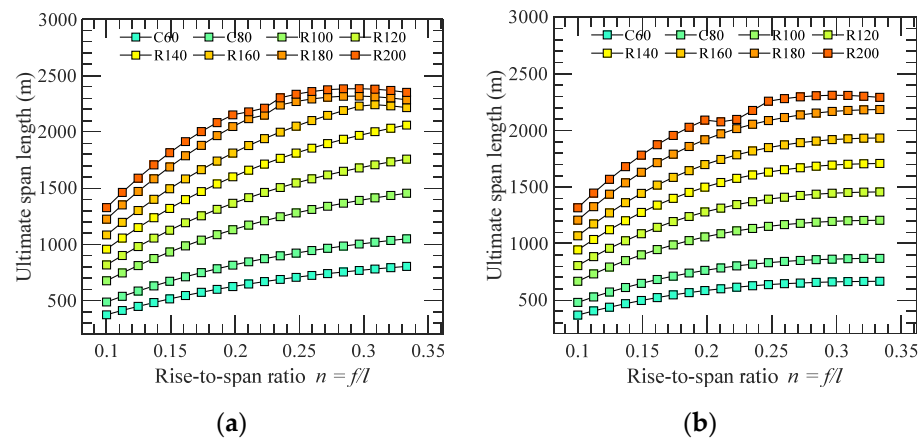 3000
2500
2000
1500
1000
500
Ultimate span length (m)
C60 C80 R100 R120
R140 R160 R180 R200
0.1 0.15 0.2 0.25 0.3 0.35
Rise-to-span ratio n = f/l
(a)
3000
2500
2000
1500
1000
500
Ultimate span length (m)
C60 C80 R100 R120
R140 R160 R180 R200
0.1 0.15 0.2 0.25 0.3 0.35
Rise-to-span ratio n = f/l
(b)